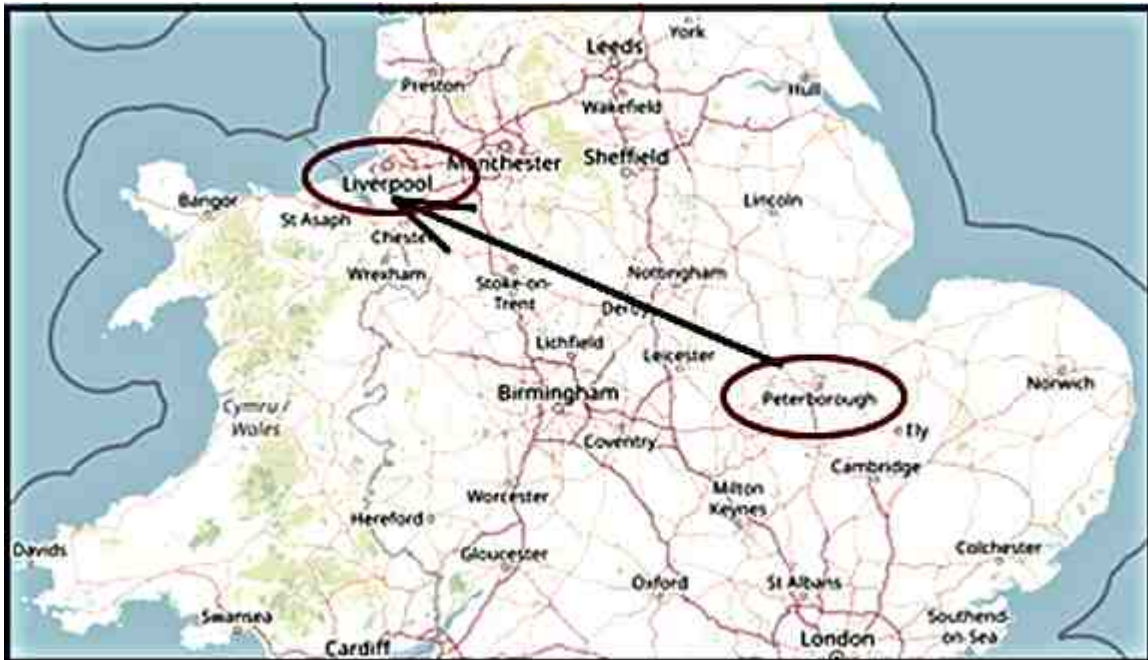 York
Leeds
Preston
Hull
Wakefield
Manchester
Sheffield
Liverpool
Bangor
Lincoln
St Asaph
Chester
Wrexham
Nottingham
Stoke-on-
Trent
Derby
Lichfield
Leicester
Birmingham
Peterborough
Norwich
Cymru /
Wales
Coventry
Ely
Cambridge
Worcester
Milton
Keynes
Hereford
Davids
Gloucester
Colchester
Oxford
St Albans
Swansea
Southend-
on-Sea
Cardiff
London